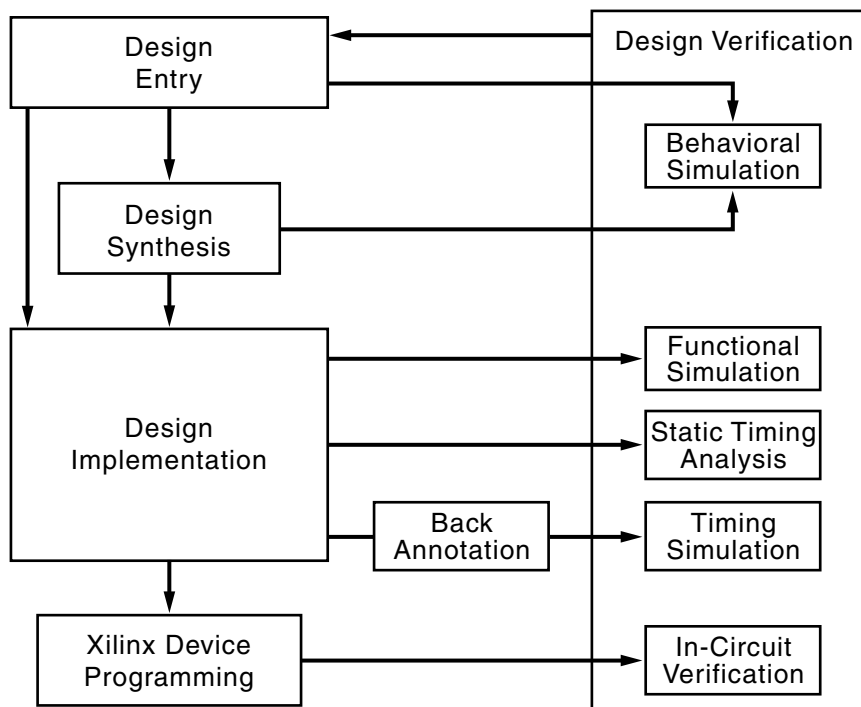 Design
Entry
Design Verification
Behavioral
Simulation
Design
Synthesis
Functional
Simulation
Design
Implementation
Static Timing
Analysis
Back
Annotation
Timing
Simulation
Xilinx Device
Programming
In-Circuit
Verification